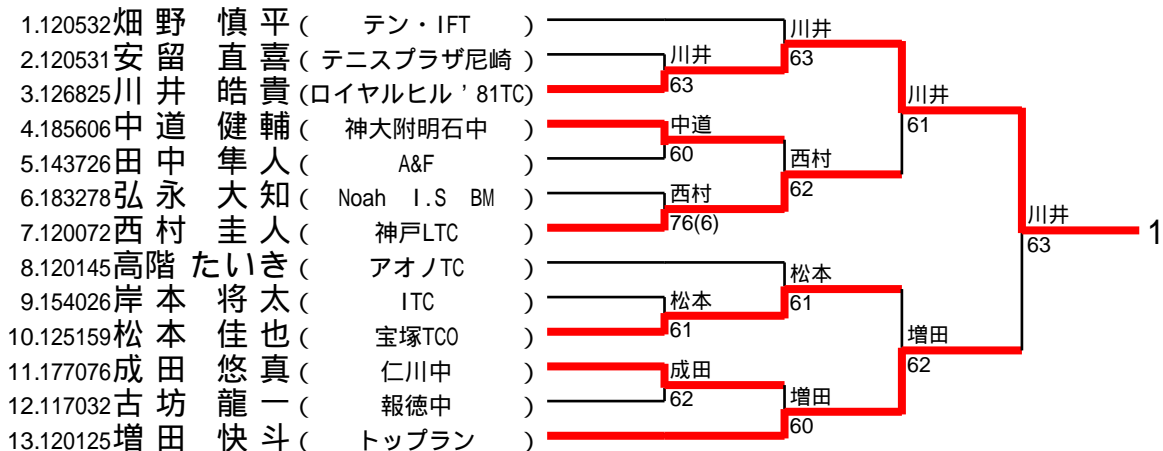 1.120532畑野 慎平( テン・IFT )
2.120531安留 直喜( テニスプラザ尼崎 )
3.126825川井 皓貴(ロイヤルヒル'81TC)
4.185606中道 健輔( 神大附明石中 )
5.143726田中 隼人( A&F )
6.183278弘永 大知( Noah I.S BM )
7.120072西村 圭人( 神戸LTC )
8.120145高階 たいき( アオノTC )
9.154026岸本 将太( ITC )
10.125159松本 佳也( 宝塚TCO )
11.177076成田 悠真( 仁川中 )
12.117032古坊 龍一( 報徳中 )
13.120125増田 快斗( トップラン )
川井
63
中道
60
西村
76(6)
松本
61
成田
62
川井
63
西村
62
松本
61
増田
60
川井
61
増田
62
川井
63
1